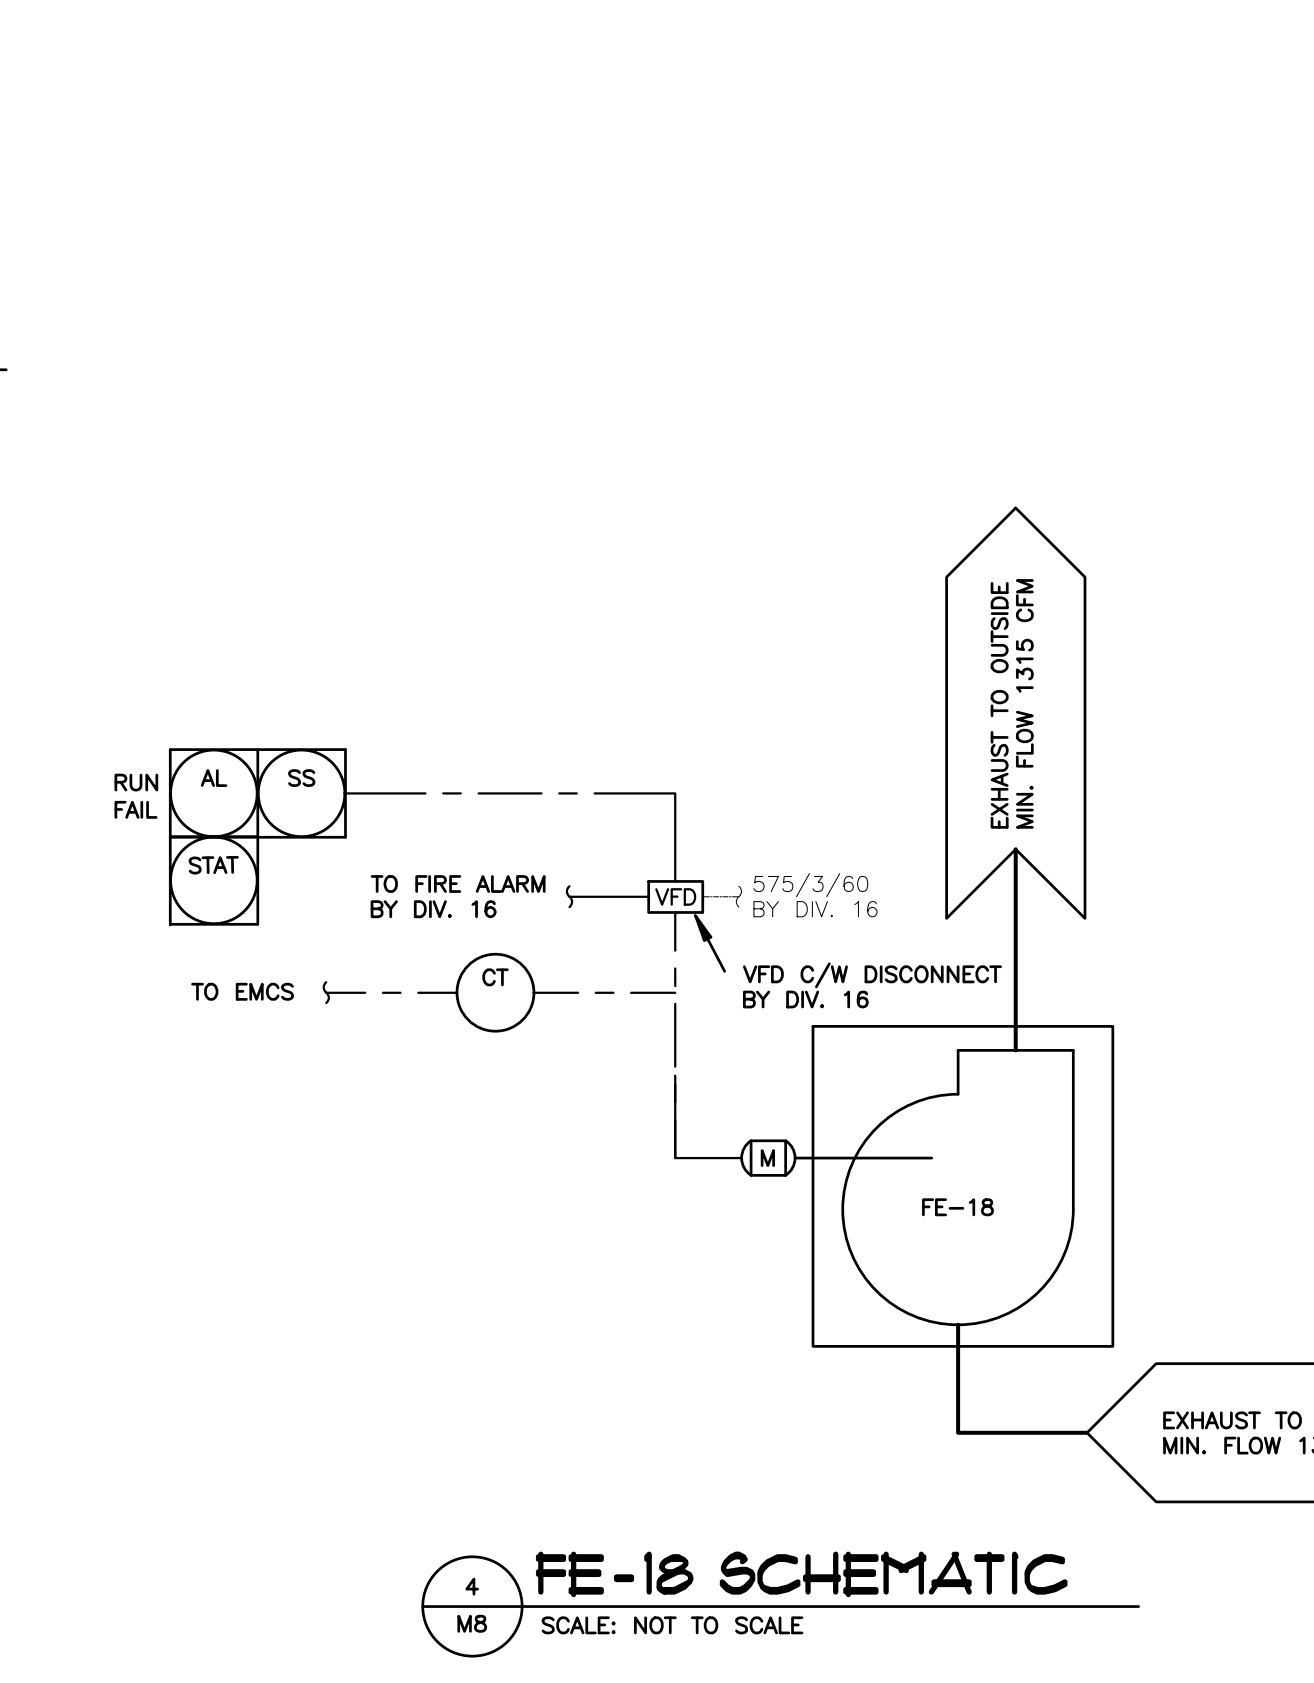 EXHAUST TO OUTSIDE
MIN. FLOW 1315 CFM
RUN
FAIL
AL
SS
STAT
TO FIRE ALARM
BY DIV. 16
VFD
575/3/60
BY DIV. 16
TO EMCS
CT
VFD C/W DISCONNECT
BY DIV. 16
M
FE-18
EXHAUST TO
MIN. FLOW
4
M8
FE-18 SCHEMATIC
SCALE: NOT TO SCALE